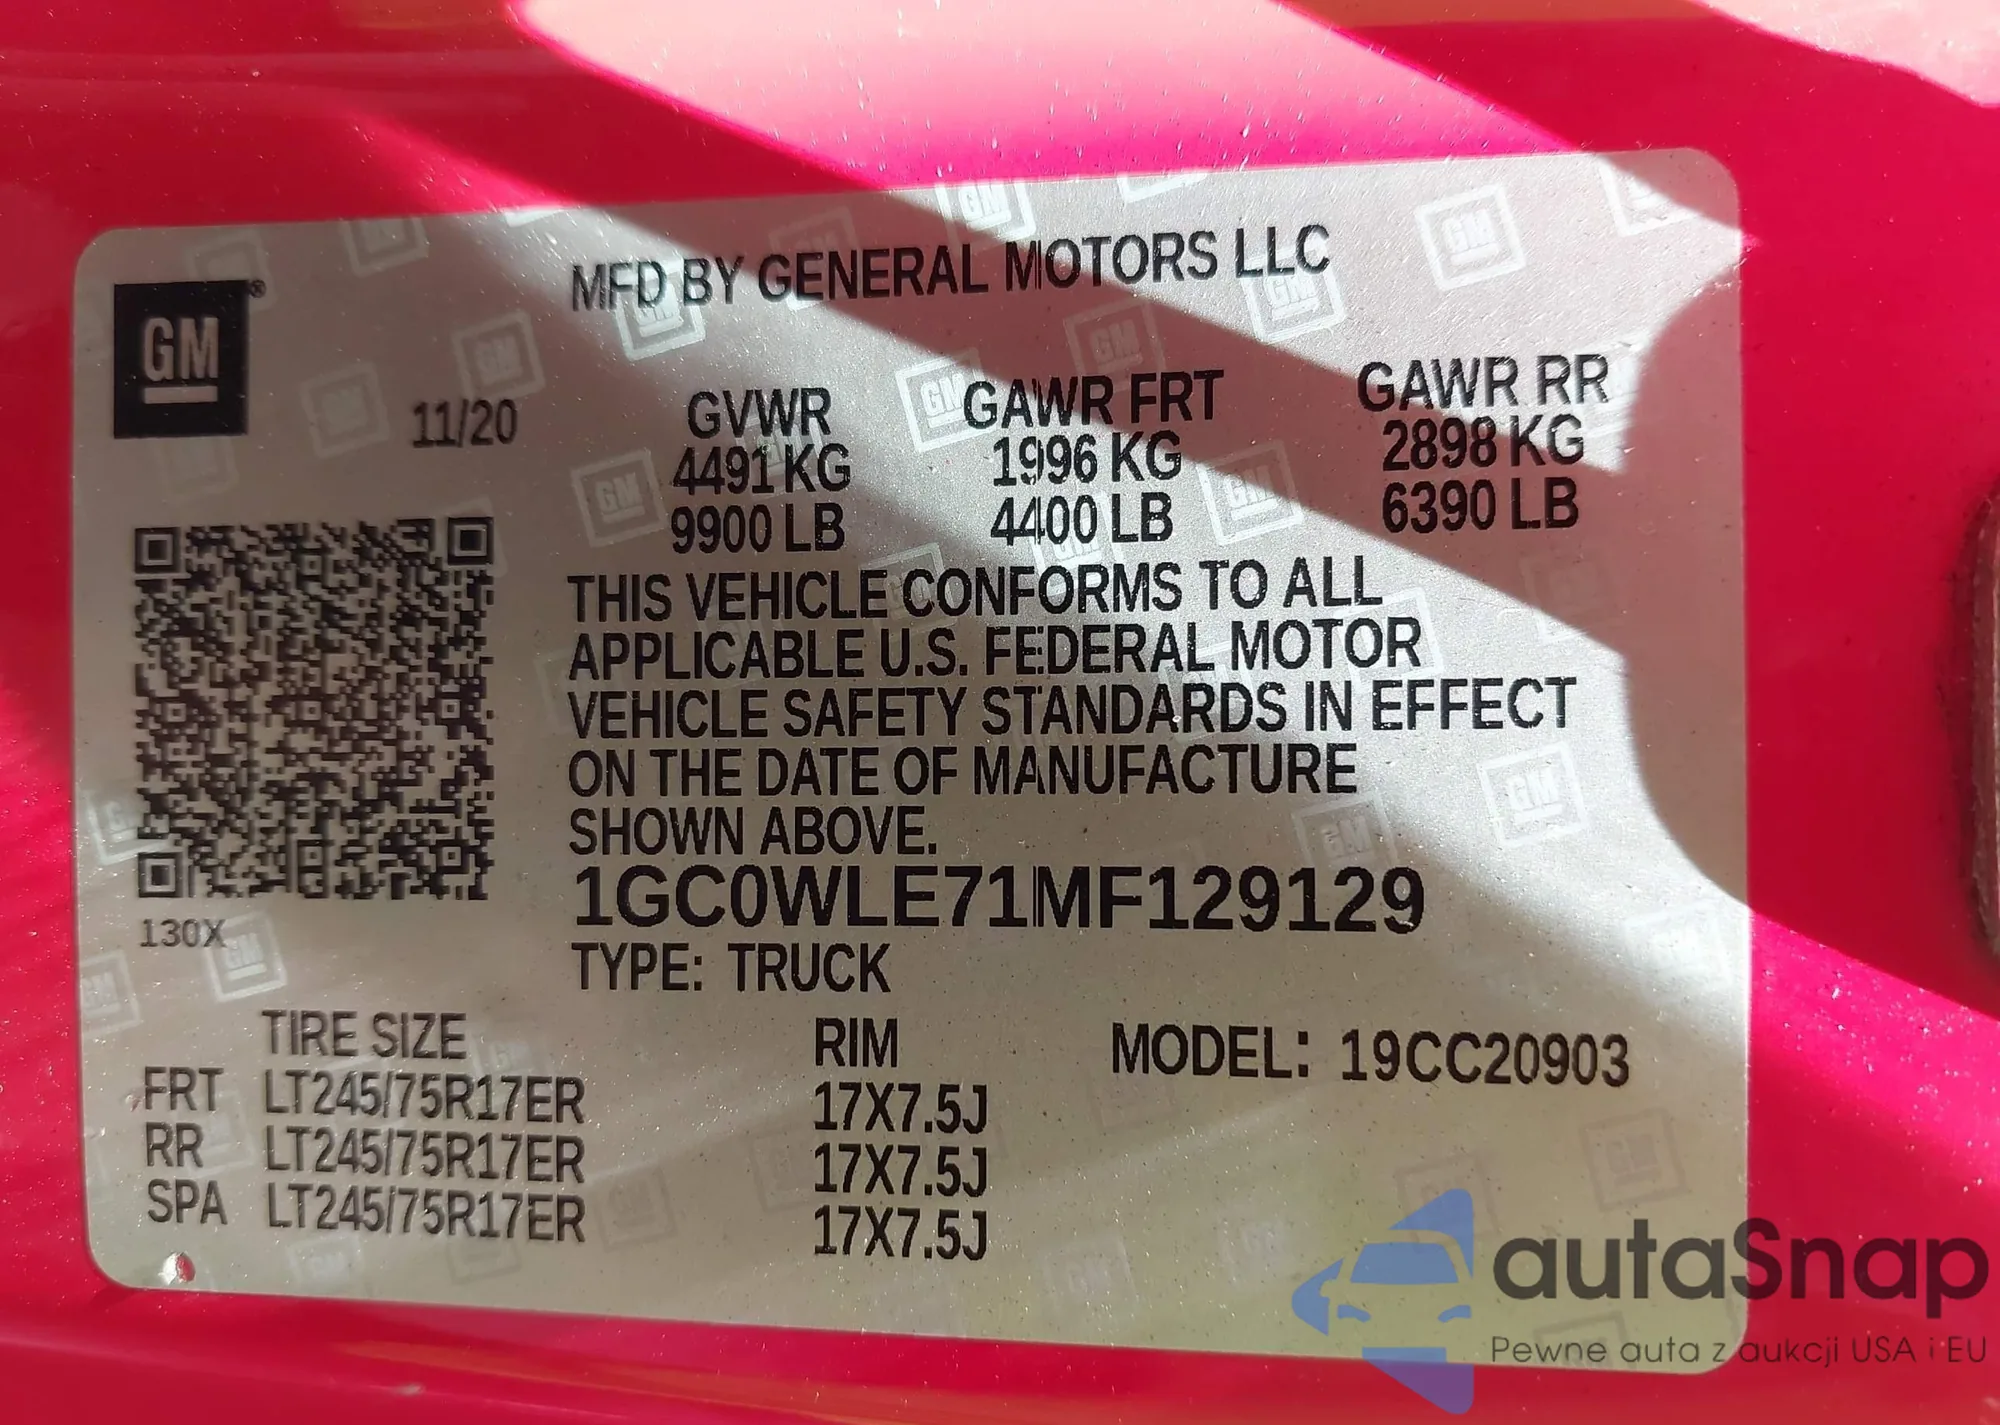 MFD BY GENERAL MOTORS LLC
GM®
11/20
GVWR GAWR FRT GAWR RR
4491 KG 1996 KG 2898 KG
9900 LB 4400 LB 6390 LB
THIS VEHICLE CONFORMS TO ALL
APPLICABLE U.S. FEDERAL MOTOR
VEHICLE SAFETY STANDARDS IN EFFECT
ON THE DATE OF MANUFACTURE
SHOWN ABOVE.
1GC0WLE71MF129129
130X
TYPE: TRUCK
TIRE SIZE RIM MODEL: 19CC20903
FRT LT245/75R17ER 17X7.5J
RR LT245/75R17ER 17X7.5J
SPA LT245/75R17ER 17X7.5J
autaSnap
Pewne auta z aukcji USA i EU